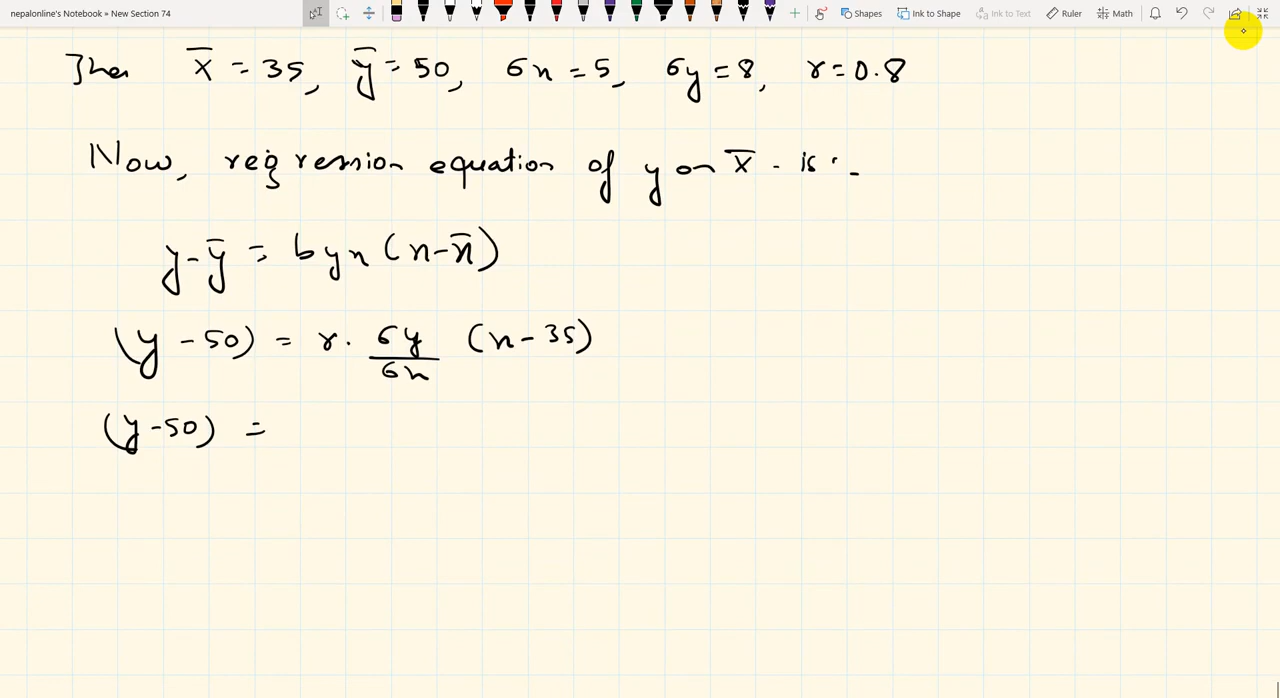 nepalonline's Notebook » New Section 74
Shapes Ink to Shape Ink to Text Ruler Math
Then x̅ = 35, y̅ = 50, σx = 5, σy = 8, r = 0.8
Now, regression equation of y on x̅ - is :-
y - y̅ = byx (x - x̅)
(y - 50) = r. σy/σx (x - 35)
(y - 50) =